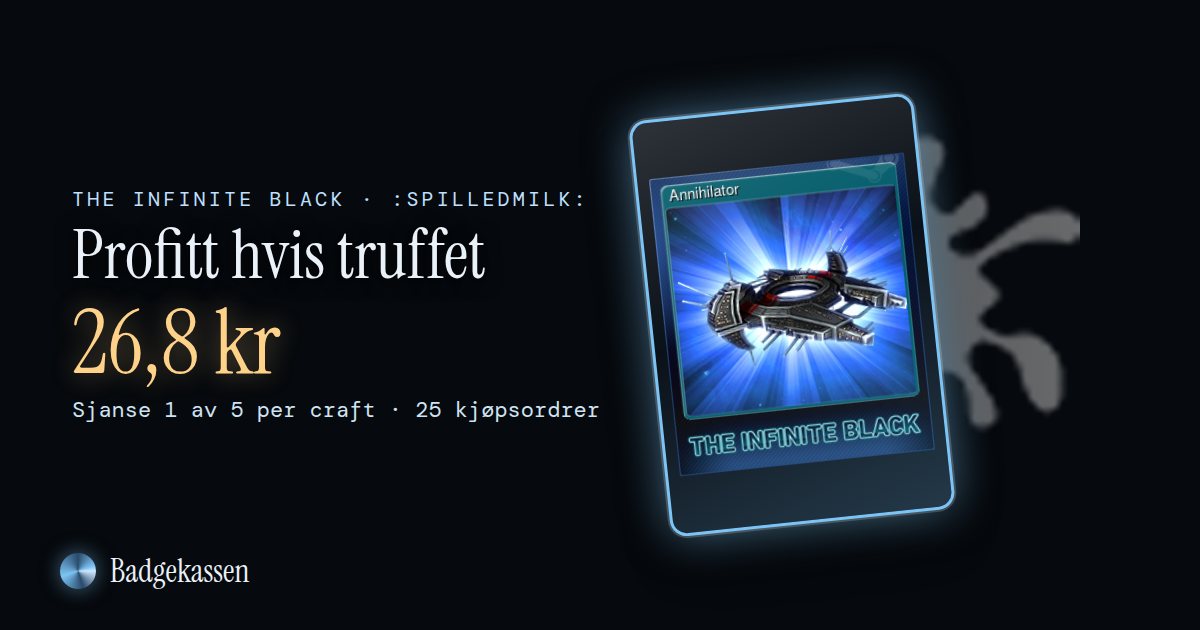 THE INFINITE BLACK · :SPILLEDMILK:
Profitt hvis truffet
26,8 kr
Sjanse 1 av 5 per craft · 25 kjøpsordrer
Annihilator
THE INFINITE BLACK
Badgekassen